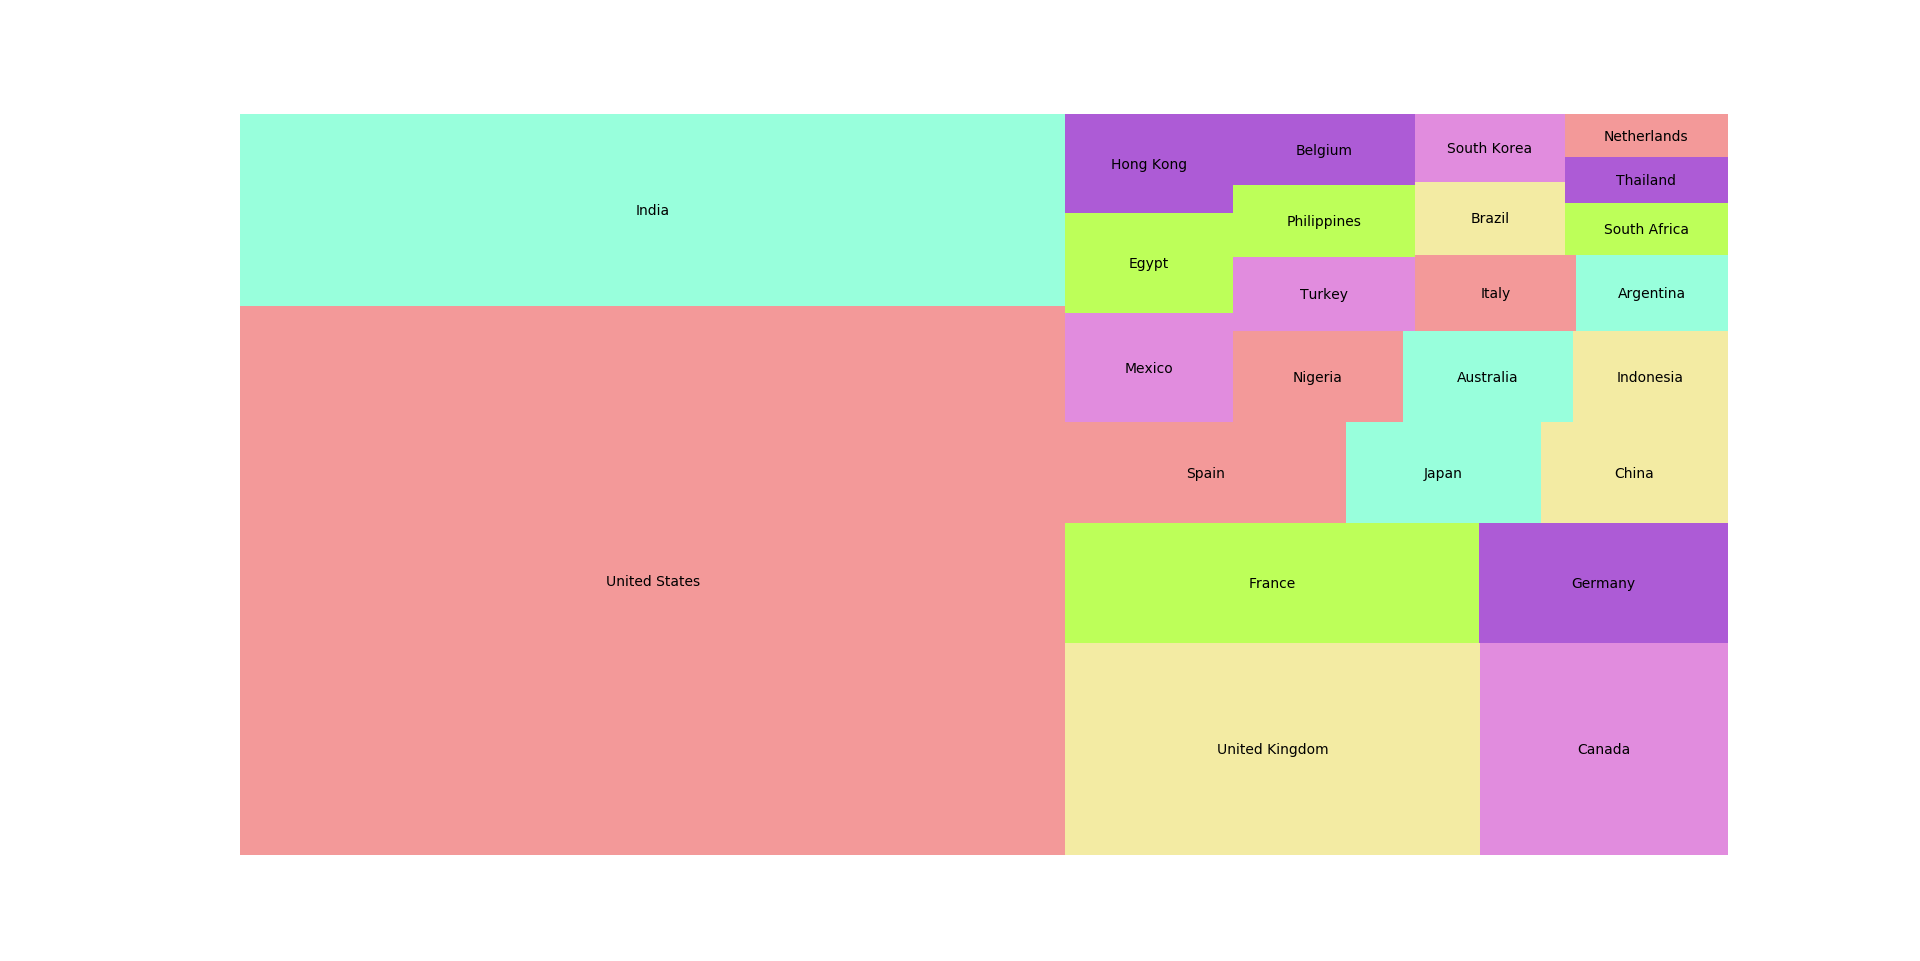 India
United States
Hong Kong
Egypt
Mexico
Belgium
Philippines
Turkey
South Korea
Brazil
Netherlands
Thailand
South Africa
Italy
Argentina
Nigeria
Australia
Indonesia
Spain
Japan
China
France
Germany
United Kingdom
Canada